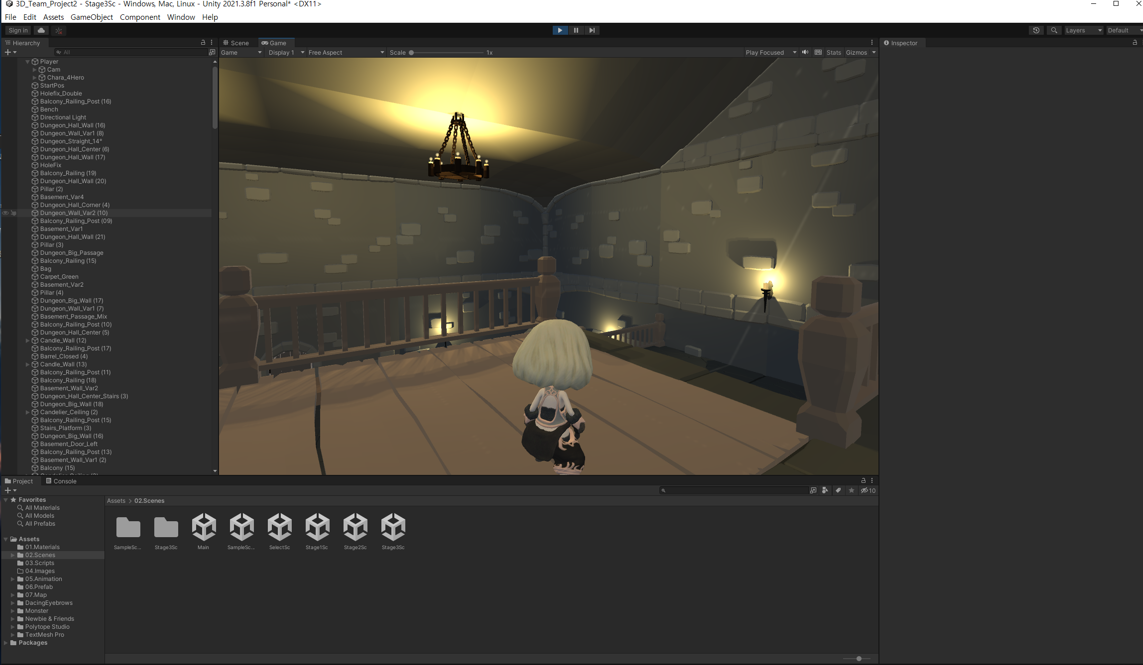 3D_Team_Project2 - Stage3Sc - Windows, Mac, Linux - Unity 2021.3.8f1 Personal* <DX11>
File Edit Assets GameObject Component Window Help
Sign in
Layers
Default
Hierarchy
All
Player
Cam
Chara_4Hero
StartPos
Holefix_Double
Balcony_Railing_Post (16)
Bench
Directional Light
Dungeon_Hall_Wall (16)
Dungeon_Wall_Var1 (8)
Dungeon_Straight_14*
Dungeon_Hall_Center (6)
Dungeon_Hall_Wall (17)
HoleFix
Balcony_Railing (19)
Dungeon_Hall_Wall (20)
Pillar (2)
Basement_Var4
Dungeon_Hall_Corner (4)
Dungeon_Wall_Var2 (10)
Balcony_Railing_Post (09)
Basement_Var1
Dungeon_Hall_Wall (21)
Pillar (3)
Dungeon_Big_Passage
Balcony_Railing (15)
Bag
Carpet_Green
Basement_Var2
Pillar (4)
Dungeon_Big_Wall (17)
Dungeon_Wall_Var1 (7)
Basement_Passage_Mix
Balcony_Railing_Post (10)
Dungeon_Hall_Center (5)
Candle_Wall (12)
Balcony_Railing_Post (17)
Barrel_Closed (4)
Candle_Wall (13)
Balcony_Railing_Post (11)
Balcony_Railing (18)
Basement_Wall_Var2
Dungeon_Hall_Center_Stairs (3)
Dungeon_Big_Wall (18)
Candelier_Ceiling (2)
Balcony_Railing_Post (15)
Stairs_Platform (3)
Dungeon_Big_Wall (16)
Basement_Door_Left
Balcony_Railing_Post (13)
Basement_Wall_Var1 (2)
Balcony (15)
Scene Game
Game Display 1 Free Aspect Scale 1x Play Focused Stats Gizmos
Inspector
Project Console
Favorites
All Materials
All Models
All Prefabs
Assets
01.Materials
02.Scenes
03.Scripts
04.Images
05.Animation
06.Prefab
07.Map
DacingEyebrows
Monster
Newbie & Friends
Polytope Studio
TextMesh Pro
Packages
10
Assets > 02.Scenes
SampleSc... Stage3Sc Main SampleSc... SelectSc Stage1Sc Stage2Sc Stage3Sc